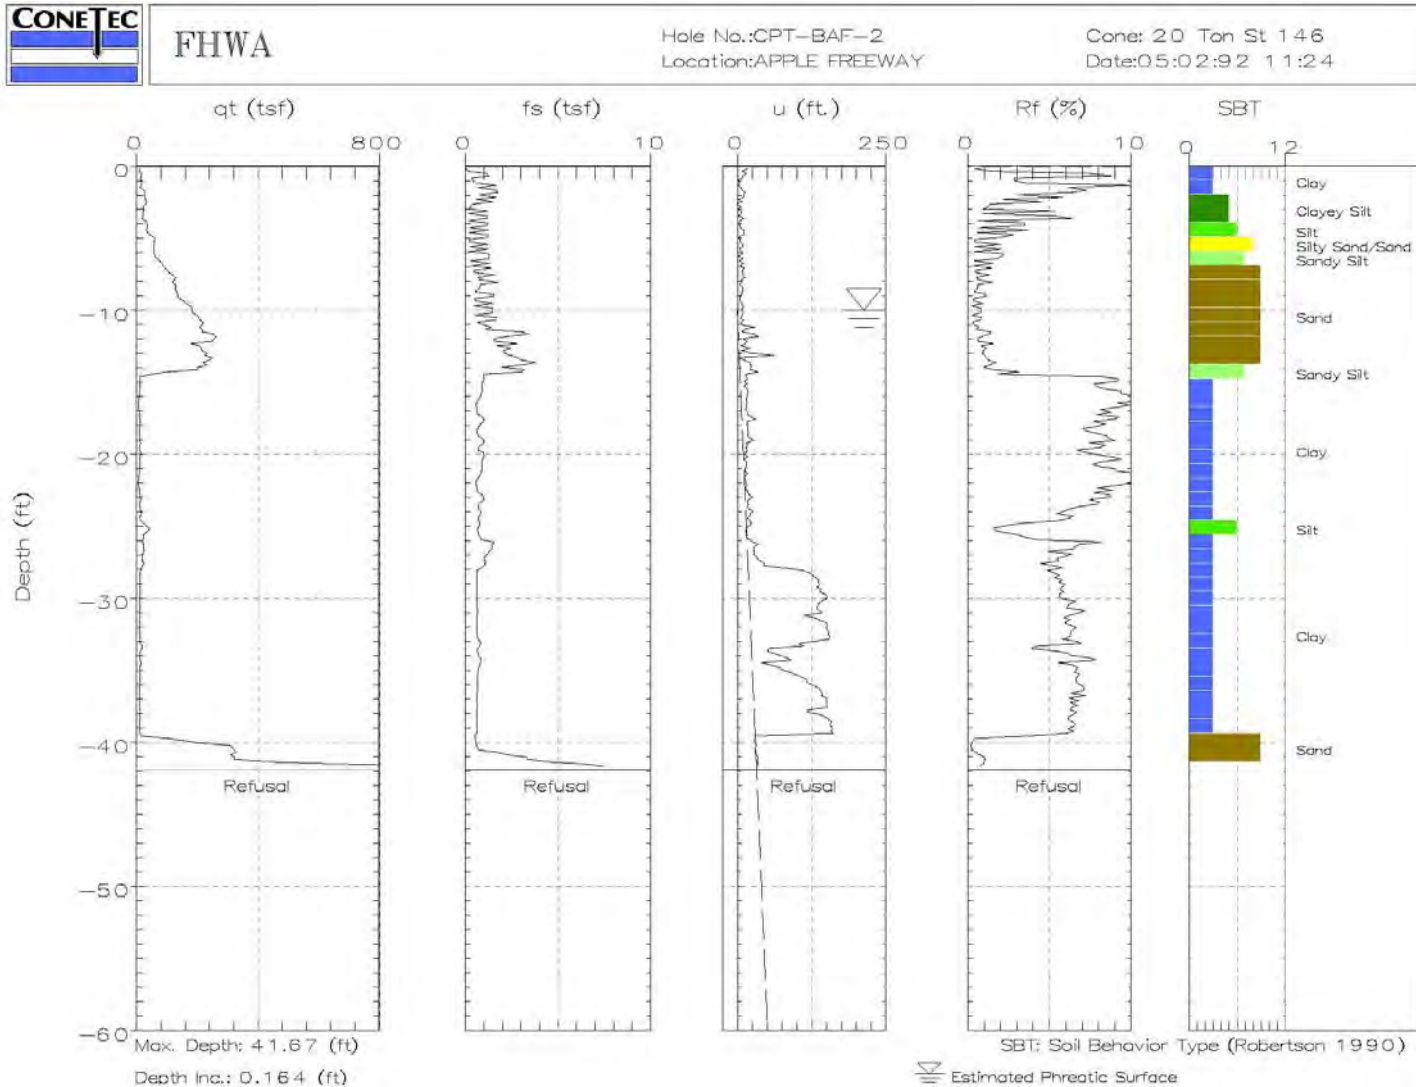 CONETEC
FHWA
Hole No.:CPT-BAF-2
Location:APPLE FREEWAY
Cone: 20 Ton St 146
Date:05:02:92 11:24
qt (tsf)
fs (tsf)
u (ft.)
Rf (%)
SBT
0 800
0 10
0 250
0 10
0 12
0
-10
-20
-30
-40
-50
-60
Depth (ft)
Clay
Clayey Silt
Silt
Silty Sand/Sand
Sandy Silt
Sand
Sandy Silt
Clay
Silt
Clay
Sand
Refusal
Refusal
Refusal
Refusal
Max. Depth: 41.67 (ft)
Depth Inc.: 0.164 (ft)
SBT: Soil Behavior Type (Robertson 1990)
Estimated Phreatic Surface